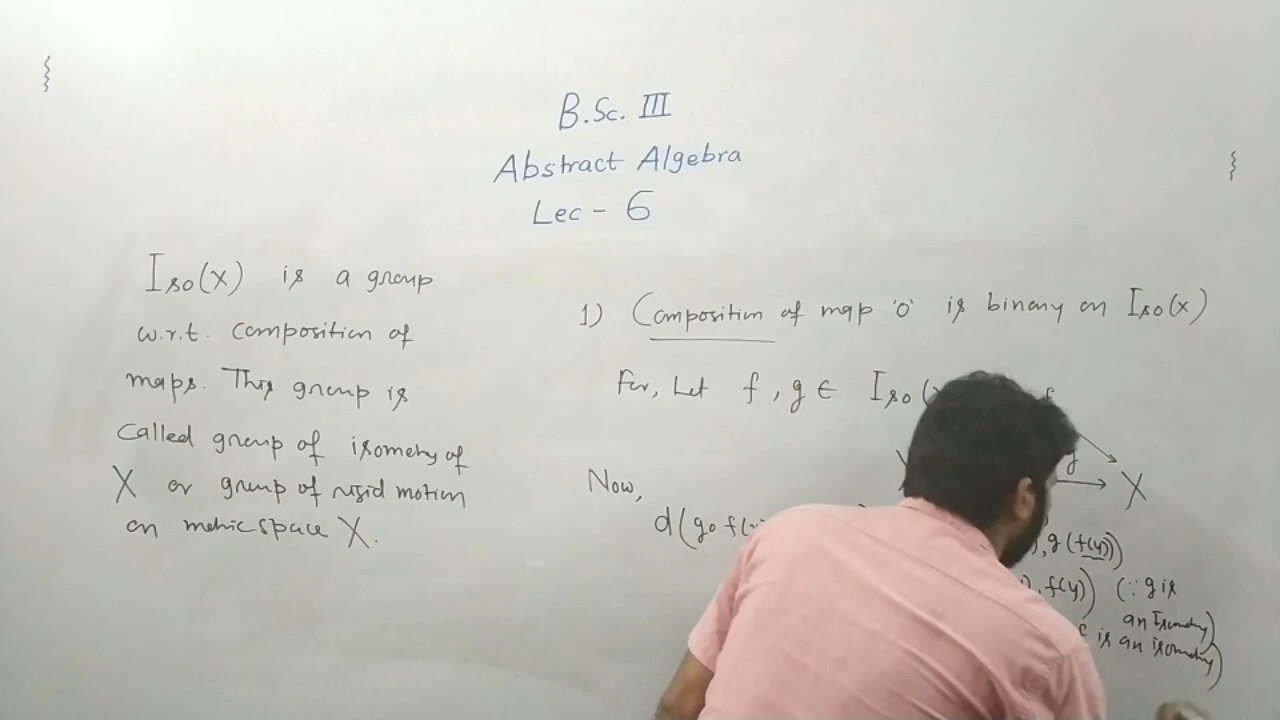 B.Sc. III
Abstract Algebra
Lec - 6
Iso(X) is a group
w.r.t. Composition of
maps. This group is
Called group of isometry of
X or group of rigid motion
on metric space X.
1) Composition of map 'o' is binary on Iso(X)
For, Let f, g ∈ Iso(
f
g
X
Now,
d(gof(
, g(f(y)))
, f(y)) (∵ g is
an Isometry)
is an isometry)